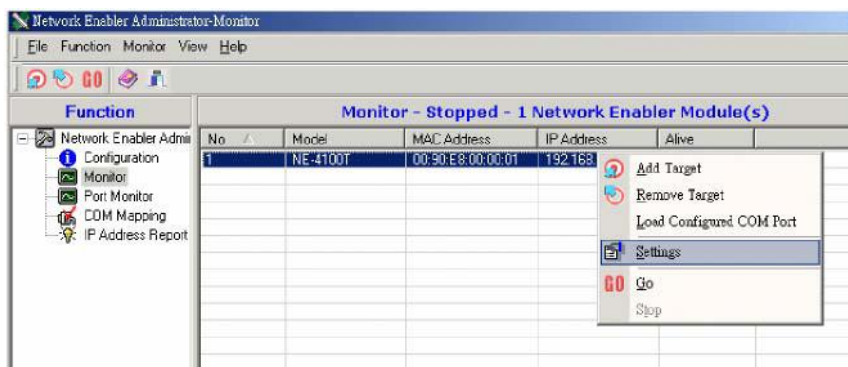 Network Enabler Administrator-Monitor
File Function Monitor View Help
GO
Function
Monitor - Stopped - 1 Network Enabler Module(s)
Network Enabler Admi
Configuration
Monitor
Port Monitor
COM Mapping
IP Address Report
No Model MAC Address IP Address Alive
1 NE-4100T 00:90:E8:00:00:01 192.168.
Add Target
Remove Target
Load Configured COM Port
Settings
GO Go
Stop